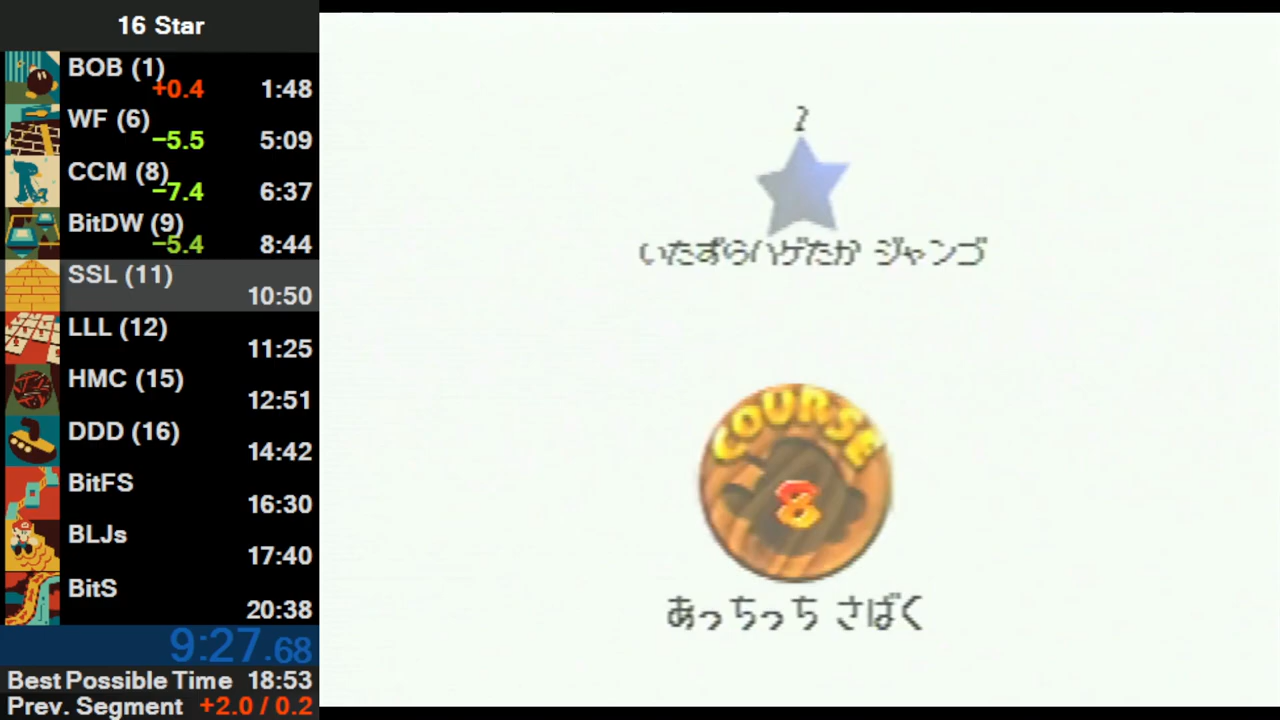 16 Star
BOB (1)
+0.4 1:48
WF (6)
−5.5 5:09
CCM (8)
−7.4 6:37
BitDW (9)
−5.4 8:44
SSL (11)
10:50
LLL (12)
11:25
HMC (15)
12:51
DDD (16)
14:42
BitFS
16:30
BLJs
17:40
BitS
20:38
9:27.68
Best Possible Time 18:53
Prev. Segment +2.0 / 0.2
2
いたずらハゲたか ジャンゴ
COURSE
8
あっちっち さばく